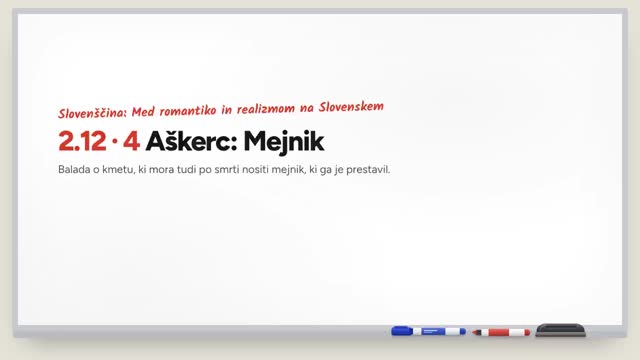 Slovenščina: Med romantiko in realizmom na Slovenskem
2.12 · 4 Aškerc: Mejnik
Balada o kmetu, ki mora tudi po smrti nositi mejnik, ki ga je prestavil.